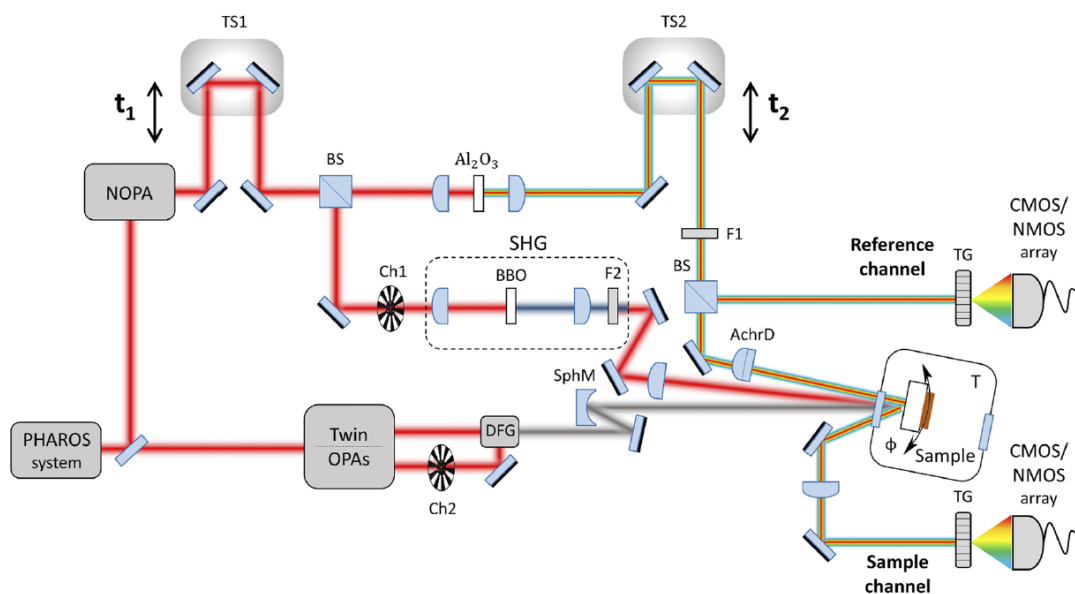 TS1
TS2
t1
t2
NOPA
BS
Al2O3
F1
SHG
Ch1
BBO
F2
BS
Reference
channel
TG
CMOS/
NMOS
array
AchrD
SphM
T
ϕ
Sample
PHAROS
system
Twin
OPAs
DFG
Ch2
TG
CMOS/
NMOS
array
Sample
channel